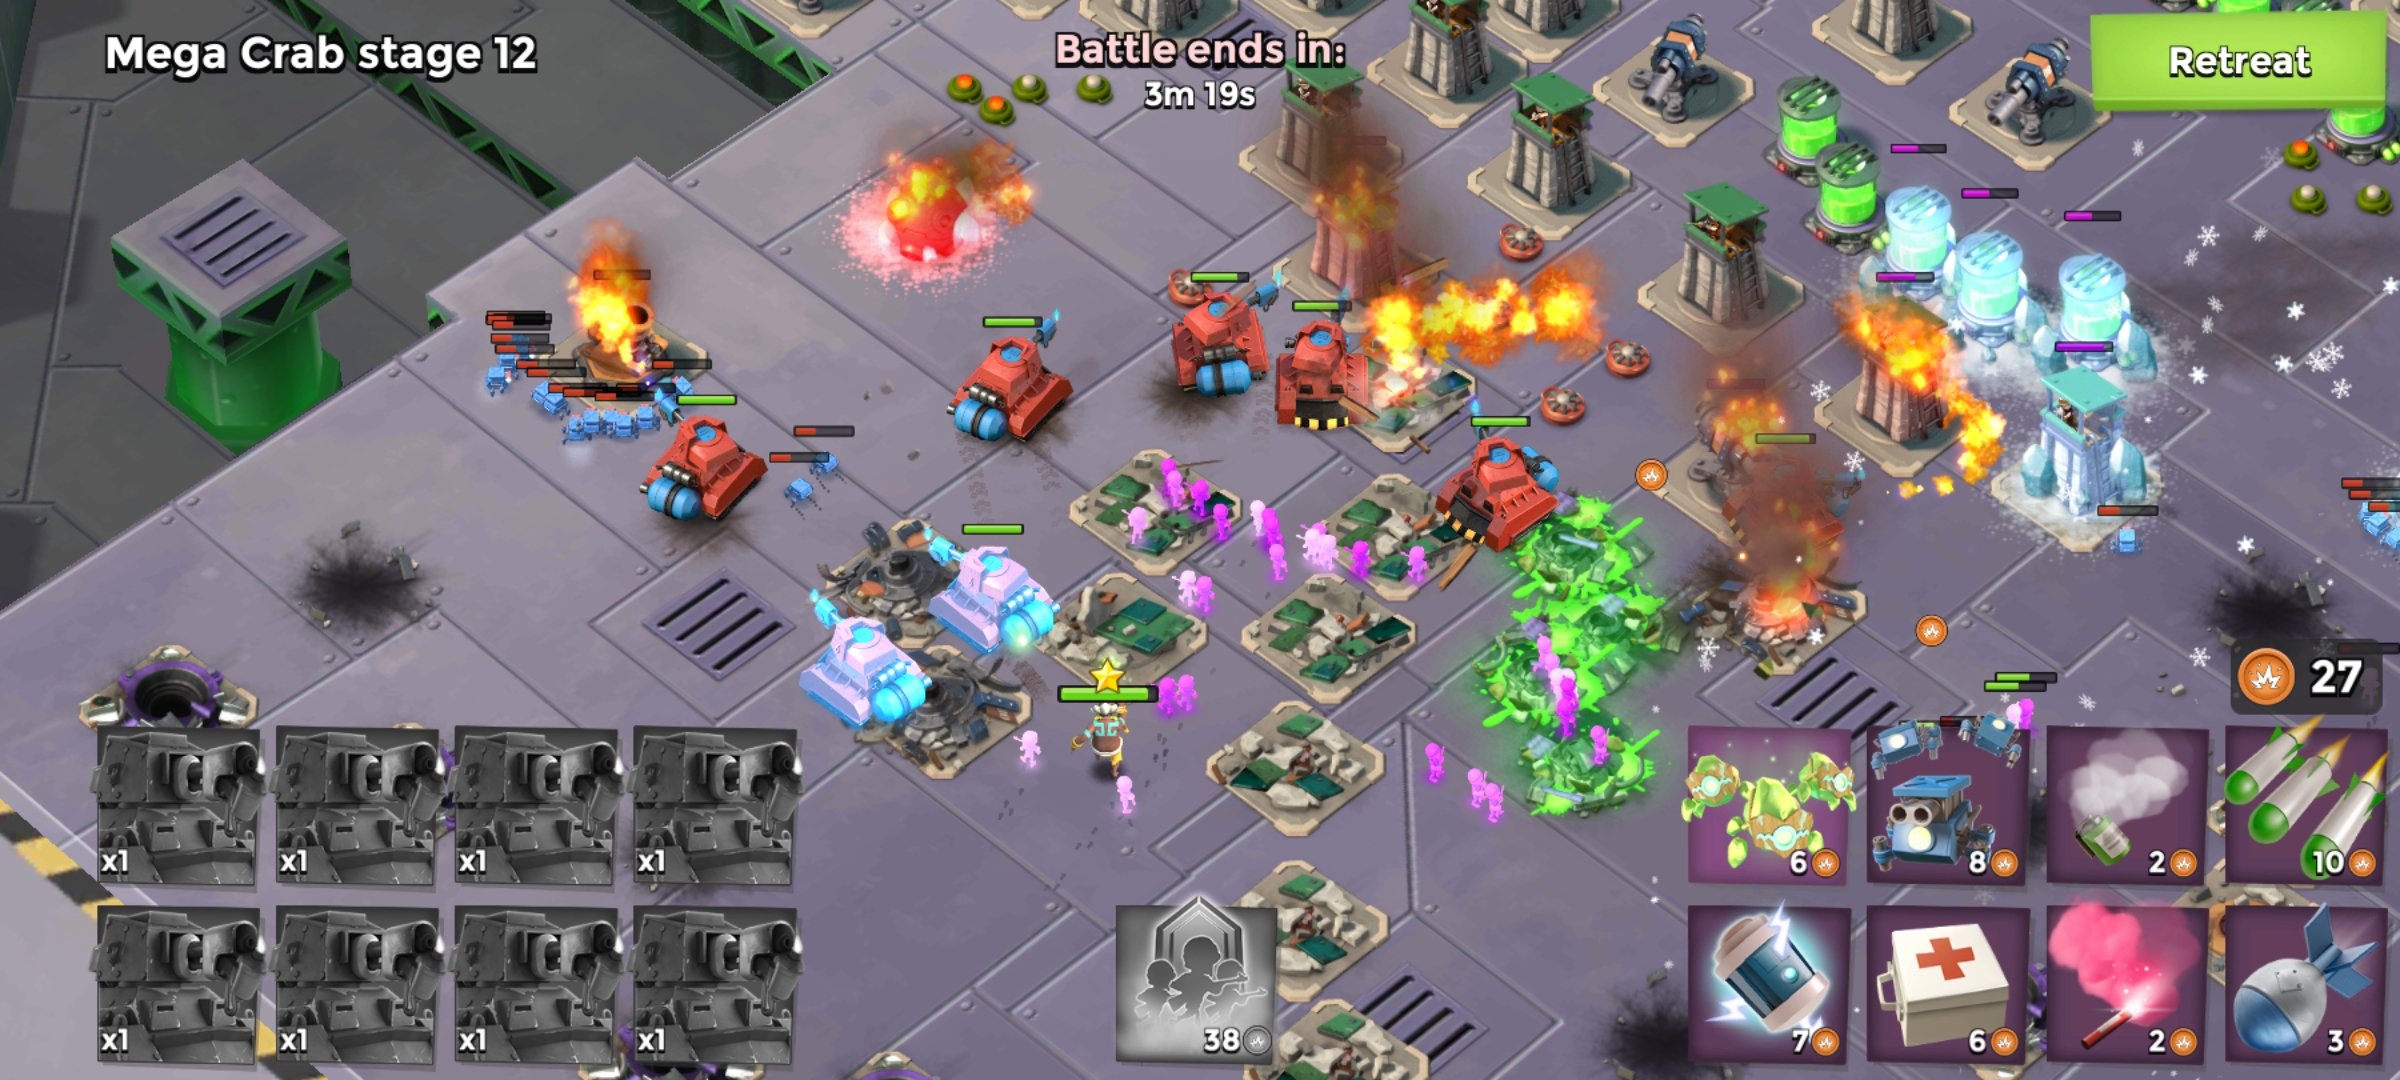 Mega Crab stage 12
Battle ends in:
3m 19s
Retreat
27
x1
x1
x1
x1
6
8
2
10
x1
x1
x1
x1
38
7
6
2
3